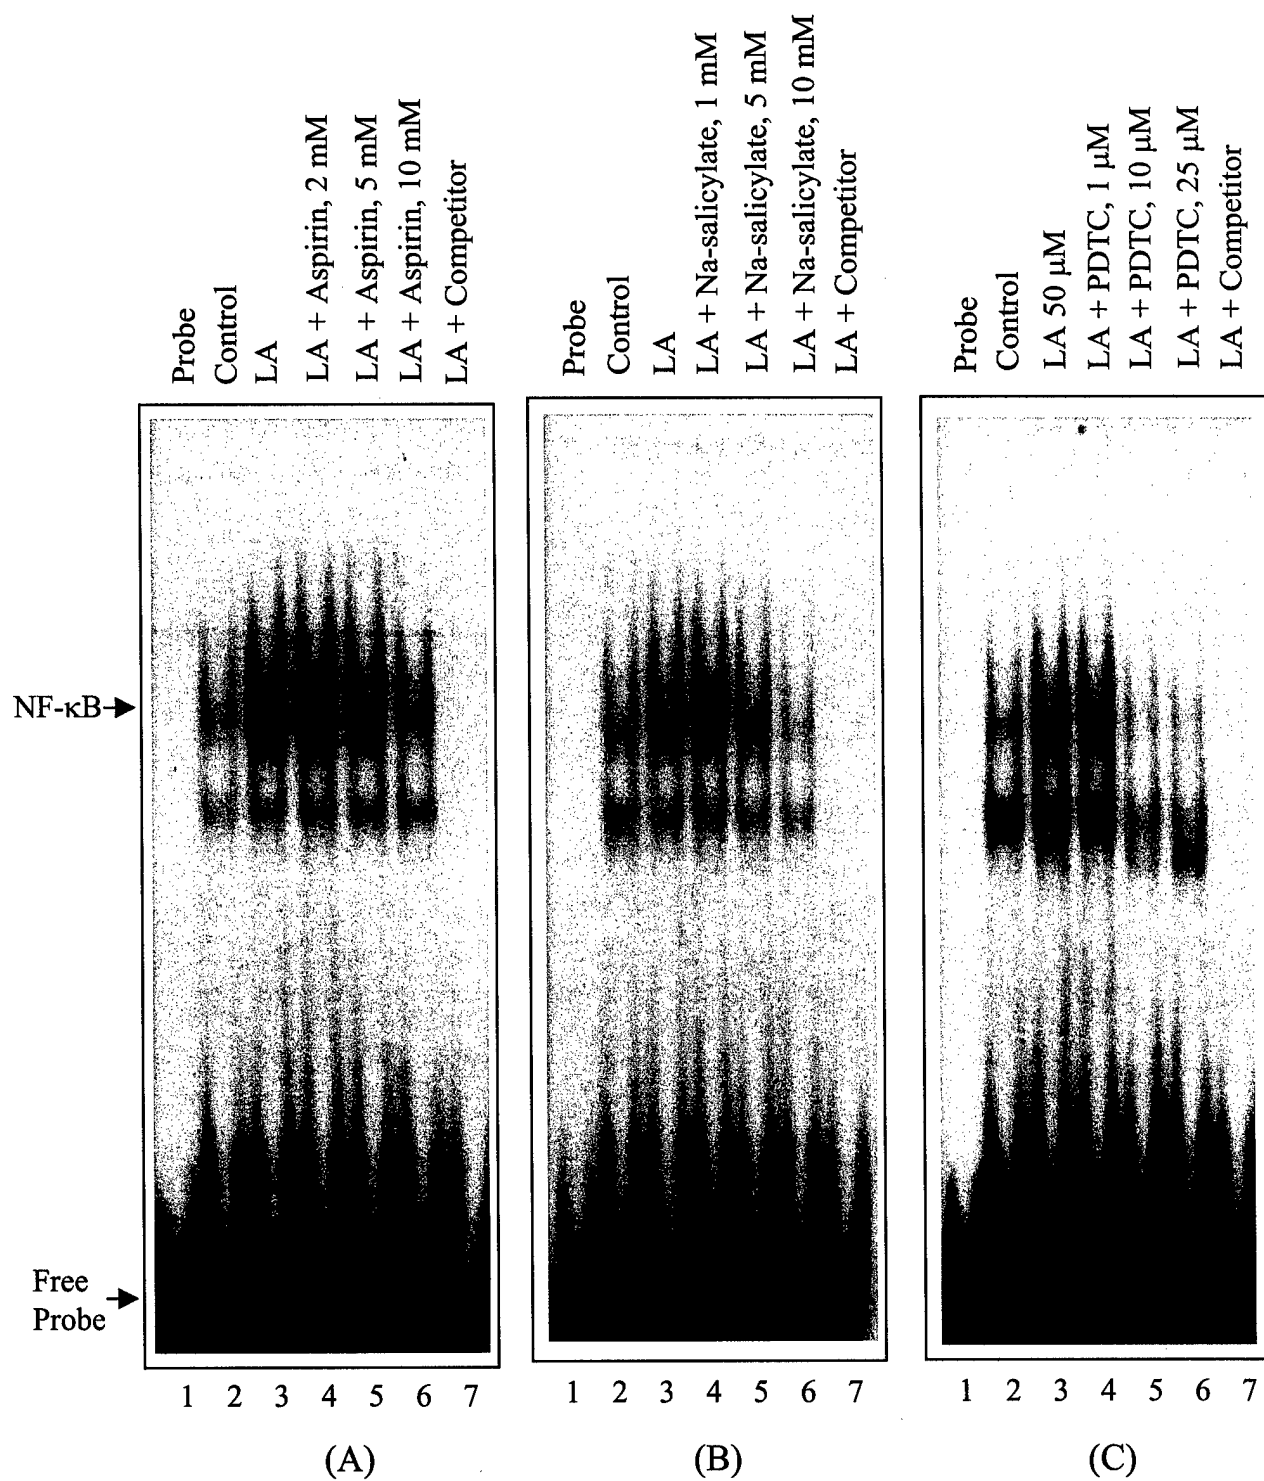 Probe
Control
LA
LA + Aspirin, 2 mM
LA + Aspirin, 5 mM
LA + Aspirin, 10 mM
LA + Competitor
Probe
Control
LA
LA + Na-salicylate, 1 mM
LA + Na-salicylate, 5 mM
LA + Na-salicylate, 10 mM
LA + Competitor
Probe
Control
LA 50 μM
LA + PDTC, 1 μM
LA + PDTC, 10 μM
LA + PDTC, 25 μM
LA + Competitor
NF-κB
Free
Probe
1 2 3 4 5 6 7
1 2 3 4 5 6 7
1 2 3 4 5 6 7
(A)
(B)
(C)